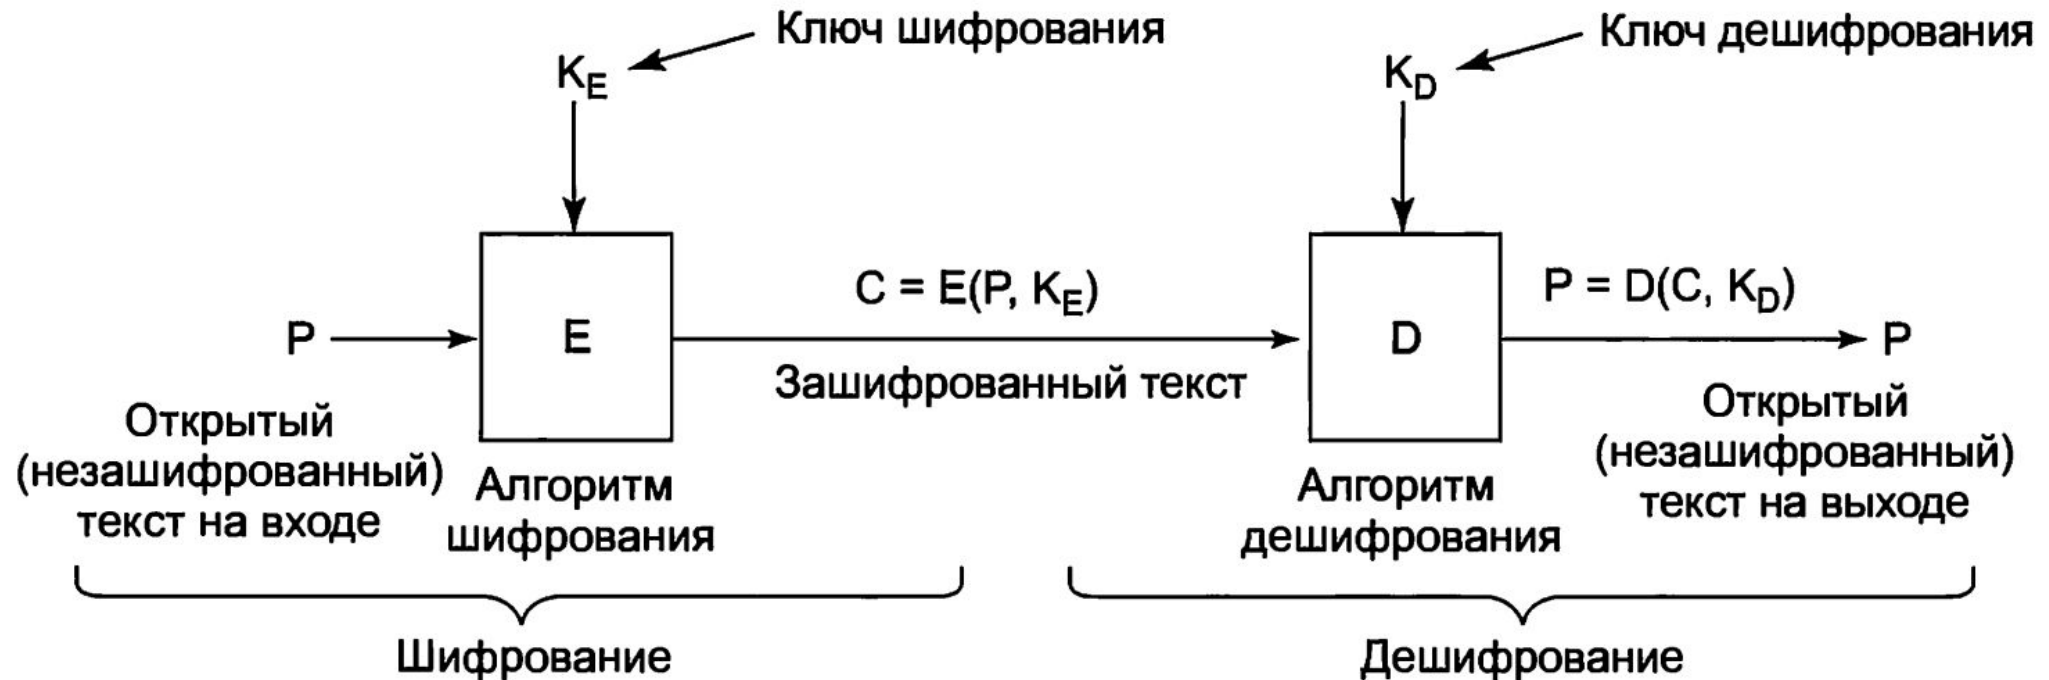 Ключ шифрования
Ключ дешифрования
K_E
K_D
C = E(P, K_E)
P = D(C, K_D)
P
E
D
P
Зашифрованный текст
Открытый
(незашифрованный)
текст на входе
Алгоритм
шифрования
Алгоритм
дешифрования
Открытый
(незашифрованный)
текст на выходе
Шифрование
Дешифрование